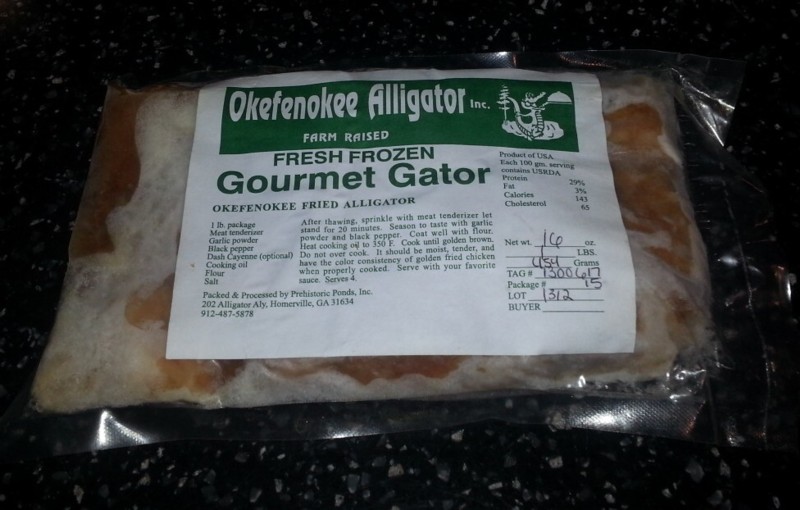 Okefenokee Alligator Inc.
FARM RAISED
FRESH FROZEN
Gourmet Gator
OKEFENOKEE FRIED ALLIGATOR
1 lb. package
Meat tenderizer
Garlic powder
Black pepper
Dash Cayenne (optional)
Cooking oil
Flour
Salt
After thawing, sprinkle with meat tenderizer let
stand for 20 minutes. Season to taste with garlic
powder and black pepper. Coat well with flour.
Heat cooking oil to 350 F. Cook until golden brown.
Do not over cook. It should be moist, tender, and
have the color consistency of golden fried chicken
when properly cooked. Serve with your favorite
sauce. Serves 4.
Packed & Processed by Prehistoric Ponds, Inc.
202 Alligator Aly, Homerville, GA 31634
912-487-5878
Product of USA
Each 100 gm. serving
contains USRDA
Protein 29%
Fat 3%
Calories 143
Cholesterol 65
Net wt. 16 oz.
1 LBS.
454 Grams
TAG # 1300617
Package # 15
LOT 1312
BUYER